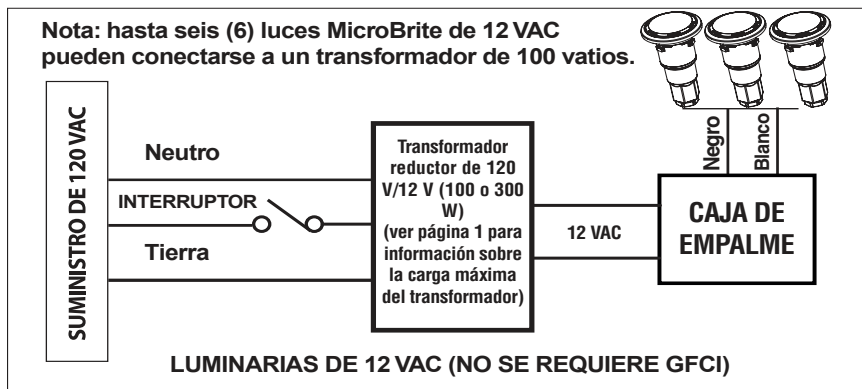 Nota: hasta seis (6) luces MicroBrite de 12 VAC
pueden conectarse a un transformador de 100 vatios.
SUMINISTRO DE 120 VAC
Neutro
INTERRUPTOR
Tierra
Transformador
reductor de 120
V/12 V (100 o 300
W)
(ver página 1 para
información sobre
la carga máxima
del transformador)
12 VAC
Negro
Blanco
CAJA DE
EMPALME
LUMINARIAS DE 12 VAC (NO SE REQUIERE GFCI)